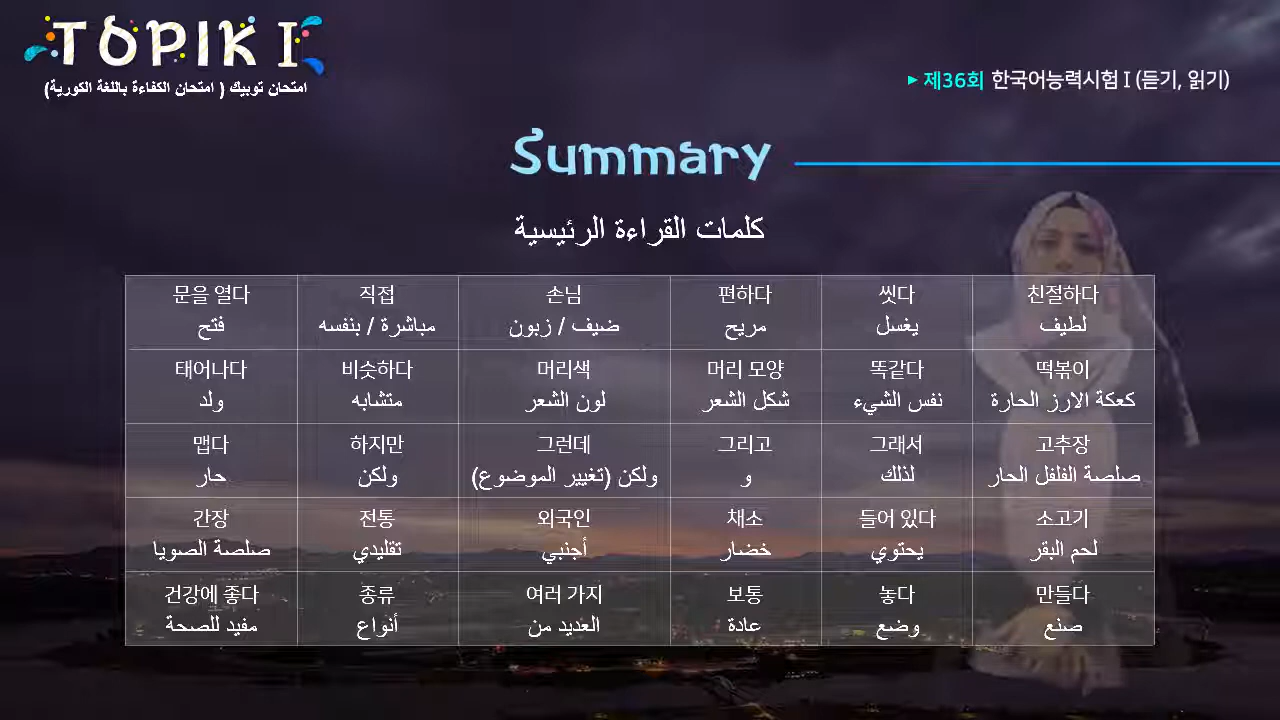 TOPIK I
امتحان توبيك ( امتحان الكفاءة باللغة الكورية)
▶ 제36회 한국어능력시험 I (듣기, 읽기)
Summary
كلمات القراءة الرئيسية
문을 열다 직접 손님 편하다 씻다 친절하다
فتح مباشرة / بنفسه ضيف / زبون مريح يغسل لطيف
태어나다 비슷하다 머리색 머리 모양 똑같다 떡볶이
ولد متشابه لون الشعر شكل الشعر نفس الشيء كعكة الارز الحارة
맵다 하지만 그런데 그리고 그래서 고추장
حار ولكن ولكن (تغيير الموضوع) و لذلك صلصة الفلفل الحار
간장 전통 외국인 채소 들어 있다 소고기
صلصة الصويا تقليدي أجنبي خضار يحتوي لحم البقر
건강에 좋다 종류 여러 가지 보통 놓다 만들다
مفيد للصحة أنواع العديد من عادة وضع صنع